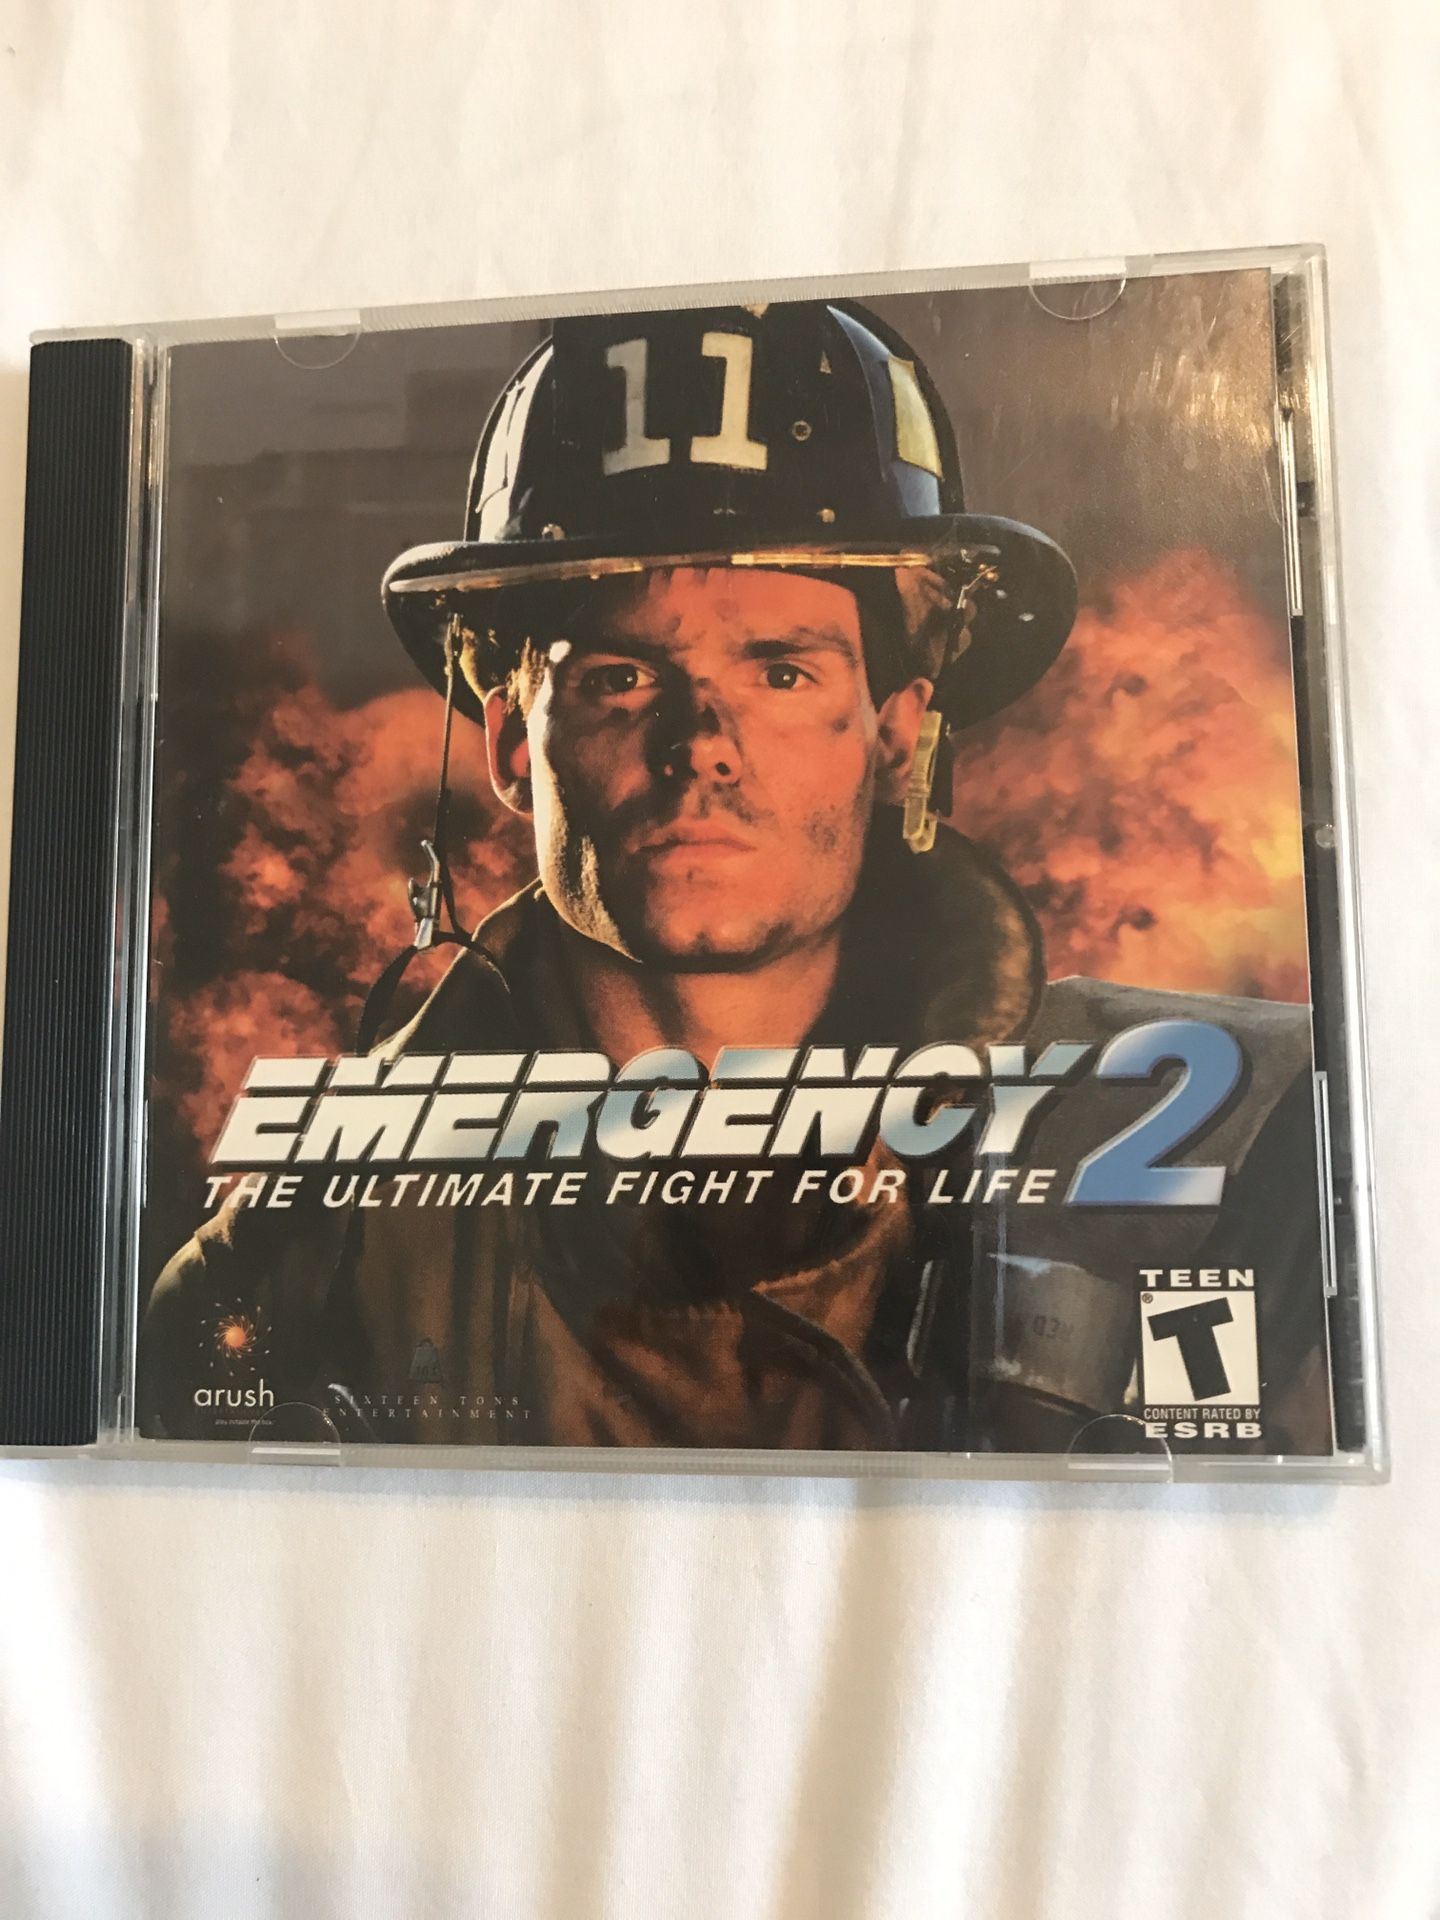 11
EMERGENCY 2
THE ULTIMATE FIGHT FOR LIFE
TEEN
T
CONTENT RATED BY
ESRB
arush
SIXTEEN TONS
ENTERTAINMENT